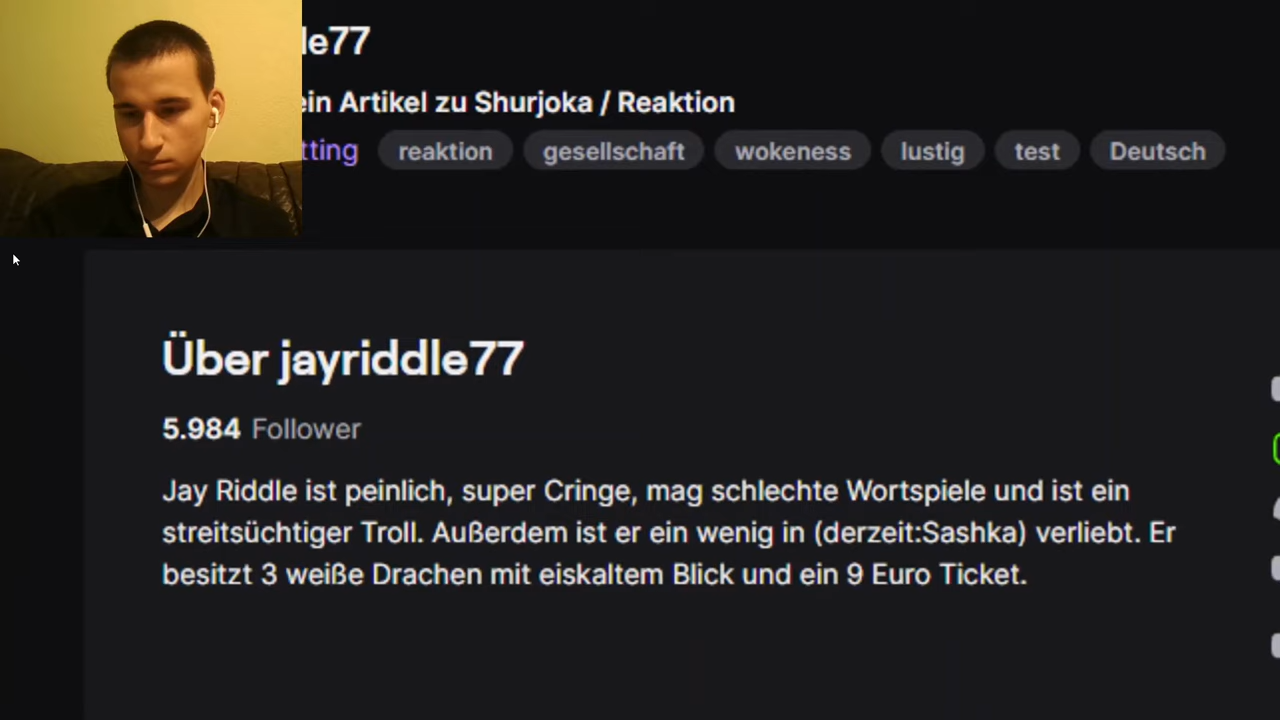 le77
ein Artikel zu Shurjoka / Reaktion
tting reaktion gesellschaft wokeness lustig test Deutsch
Über jayriddle77
5.984 Follower
Jay Riddle ist peinlich, super Cringe, mag schlechte Wortspiele und ist ein
streitsüchtiger Troll. Außerdem ist er ein wenig in (derzeit:Sashka) verliebt. Er
besitzt 3 weiße Drachen mit eiskaltem Blick und ein 9 Euro Ticket.